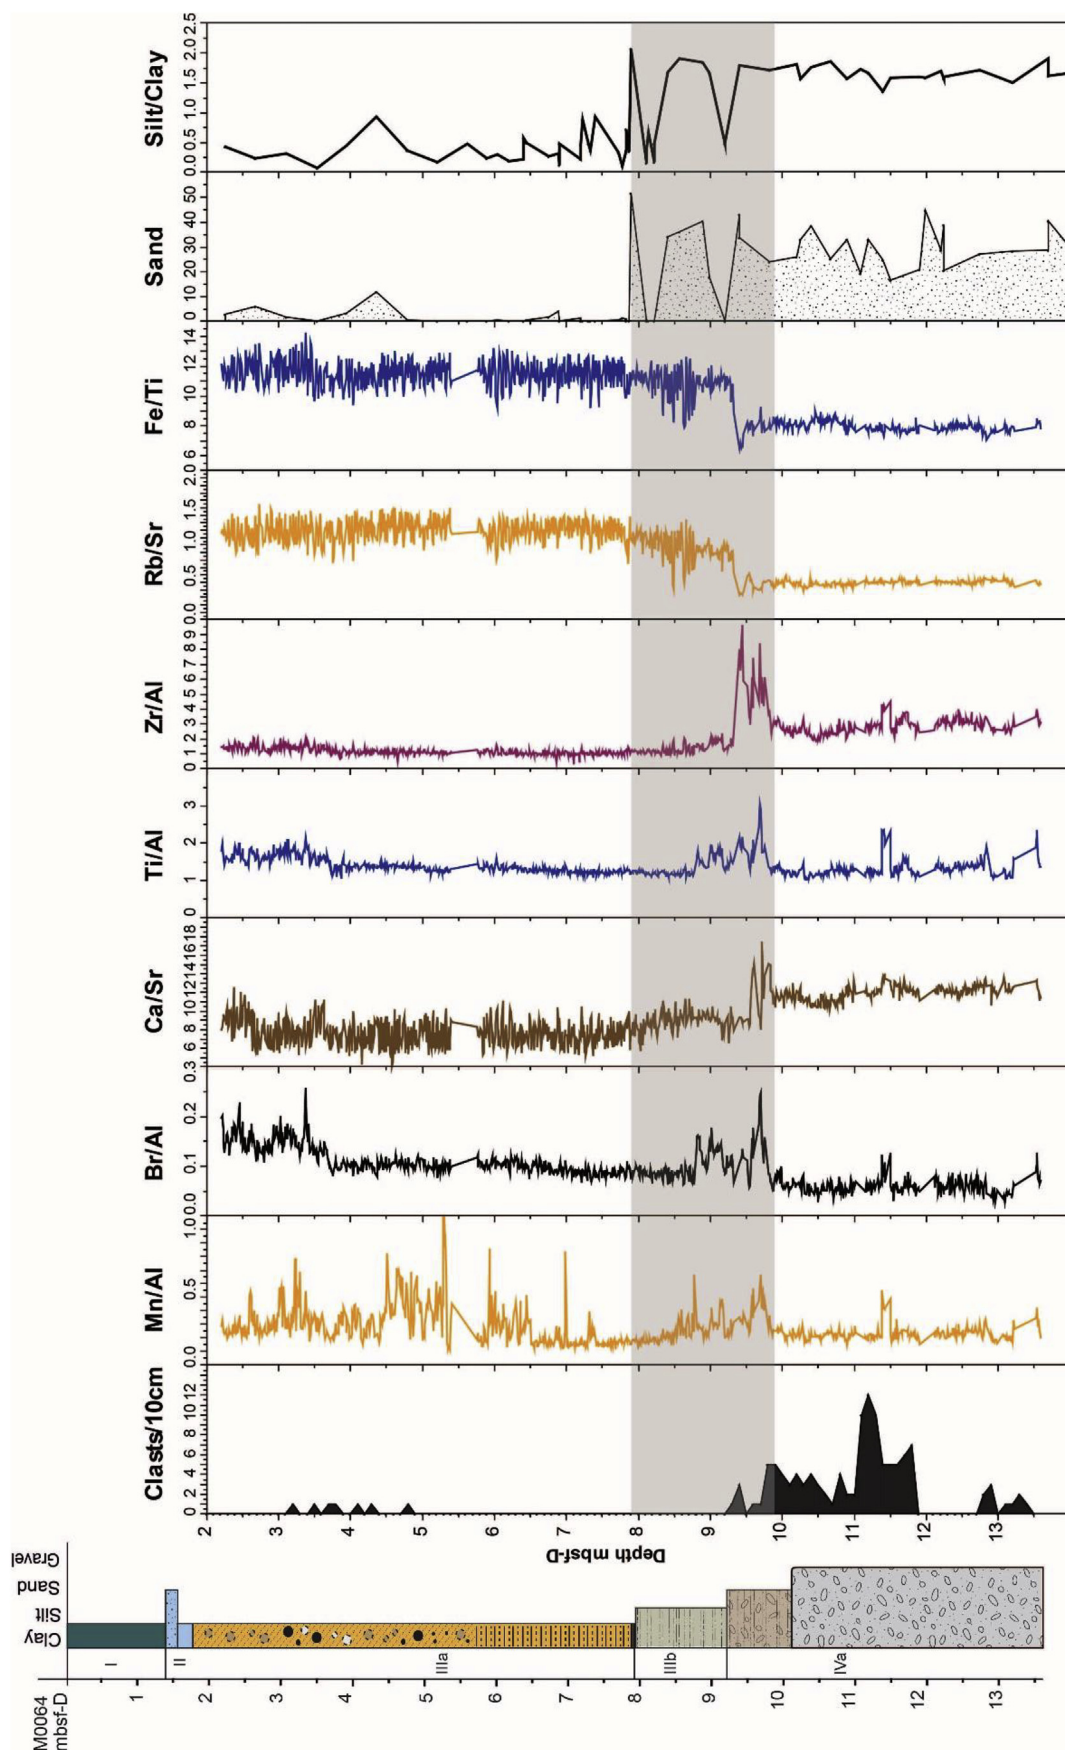 Silt/Clay
0.0 0.5 1.0 1.5 2.0 2.5
Sand
0 10 20 30 40 50
Fe/Ti
6 8 10 12 14
Rb/Sr
0.0 0.5 1.0 1.5 2.0
Zr/Al
0 1 2 3 4 5 6 7 8 9
Ti/Al
0 1 2 3
Ca/Sr
6 8 10 12 14 16 18
Br/Al
0.0 0.1 0.2 0.3
Mn/Al
0.0 0.5 1.0
Clasts/10cm
0 2 4 6 8 10 12
2 3 4 5 6 7 8 9 10 11 12 13
Depth mbsf-D
Gravel
Sand
Silt
Clay
I II IIIa IIIb IVa
M0064
mbsf-D
1 2 3 4 5 6 7 8 9 10 11 12 13